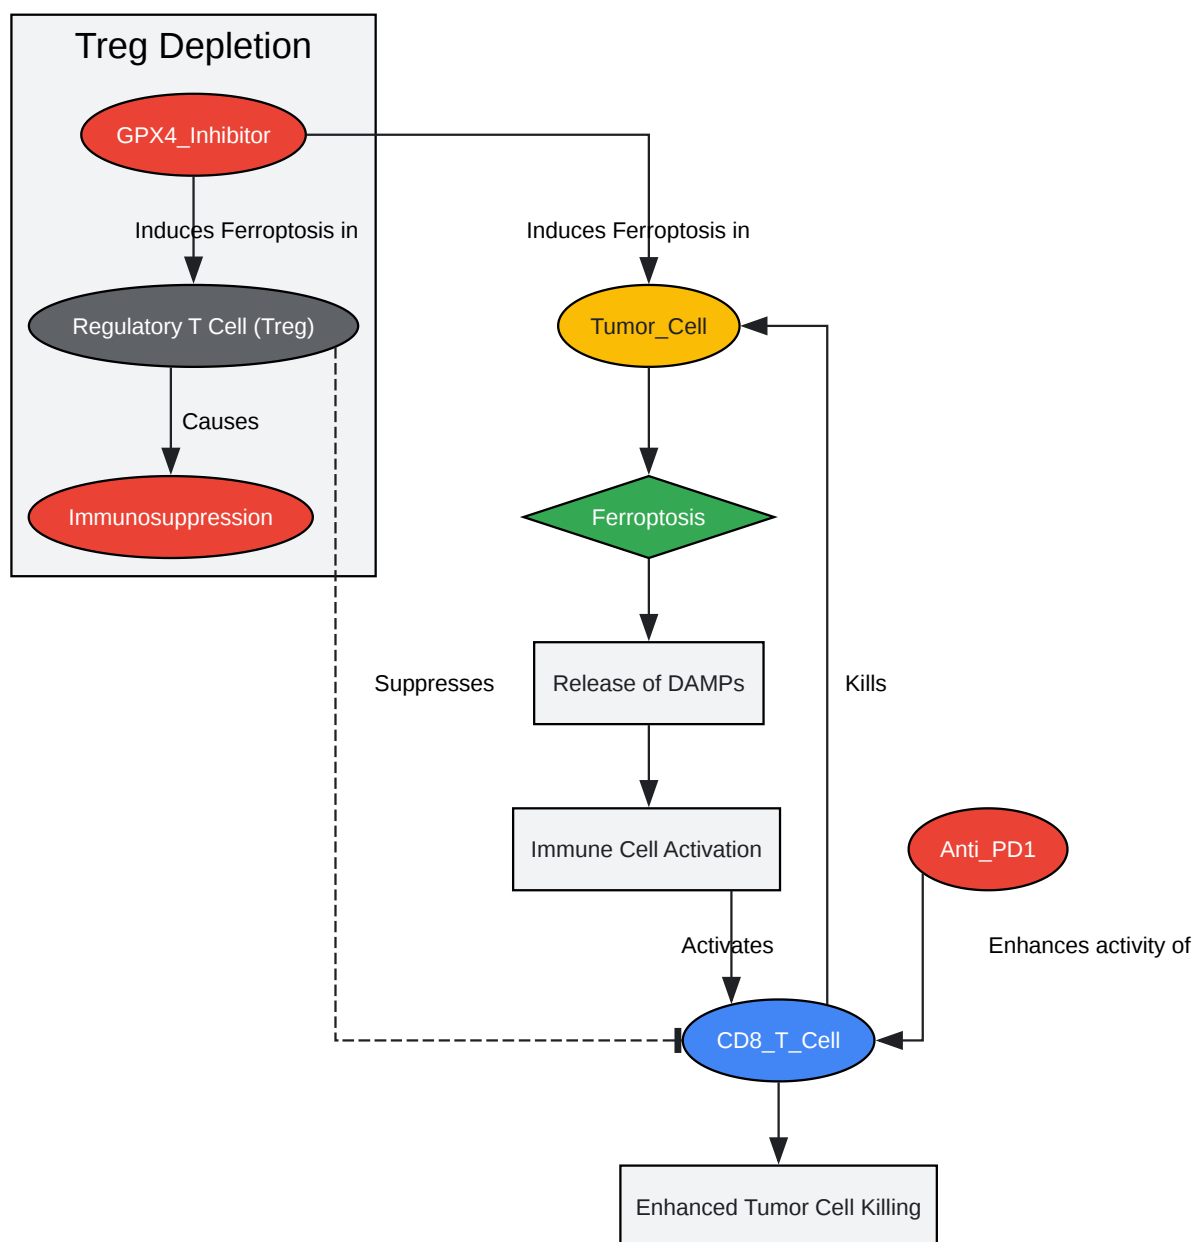 Treg Depletion
GPX4_Inhibitor
Induces Ferroptosis in
Induces Ferroptosis in
Regulatory T Cell (Treg)
Tumor_Cell
Causes
Immunosuppression
Ferroptosis
Suppresses
Release of DAMPs
Kills
Immune Cell Activation
Anti_PD1
Activates
Enhances activity of
CD8_T_Cell
Enhanced Tumor Cell Killing